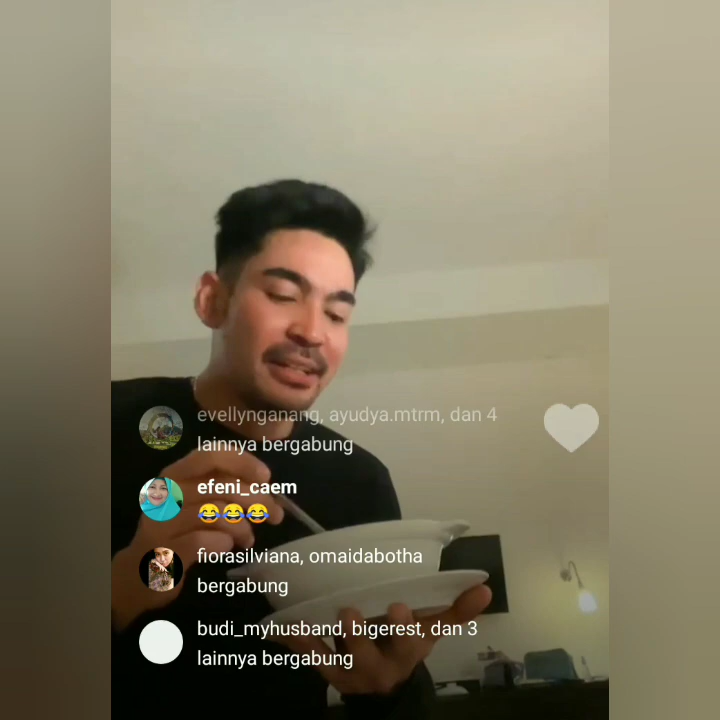 evellynganang, ayudya.mtrm, dan 4
lainnya bergabung
efeni_caem
😂😂😂
fiorasilviana, omaidabotha
bergabung
budi_myhusband, bigerest, dan 3
lainnya bergabung